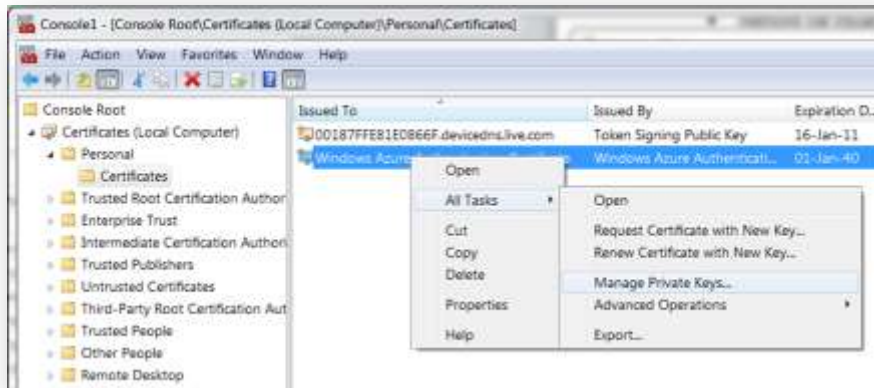 Console1 - [Console Root\Certificates (Local Computer)\Personal\Certificates]
File Action View Favorites Window Help
Console Root
Certificates (Local Computer)
Personal
Certificates
Trusted Root Certification Author
Enterprise Trust
Intermediate Certification Authori
Trusted Publishers
Untrusted Certificates
Third-Party Root Certification Aut
Trusted People
Other People
Remote Desktop
Issued To Issued By Expiration D...
00187FFE81E0866F.devicedns.live.com Token Signing Public Key 16-Jan-11
Windows Azure Windows Azure Authenticati... 01-Jan-40
Open
All Tasks
Cut
Copy
Delete
Properties
Help
Open
Request Certificate with New Key...
Renew Certificate with New Key...
Manage Private Keys...
Advanced Operations
Export...